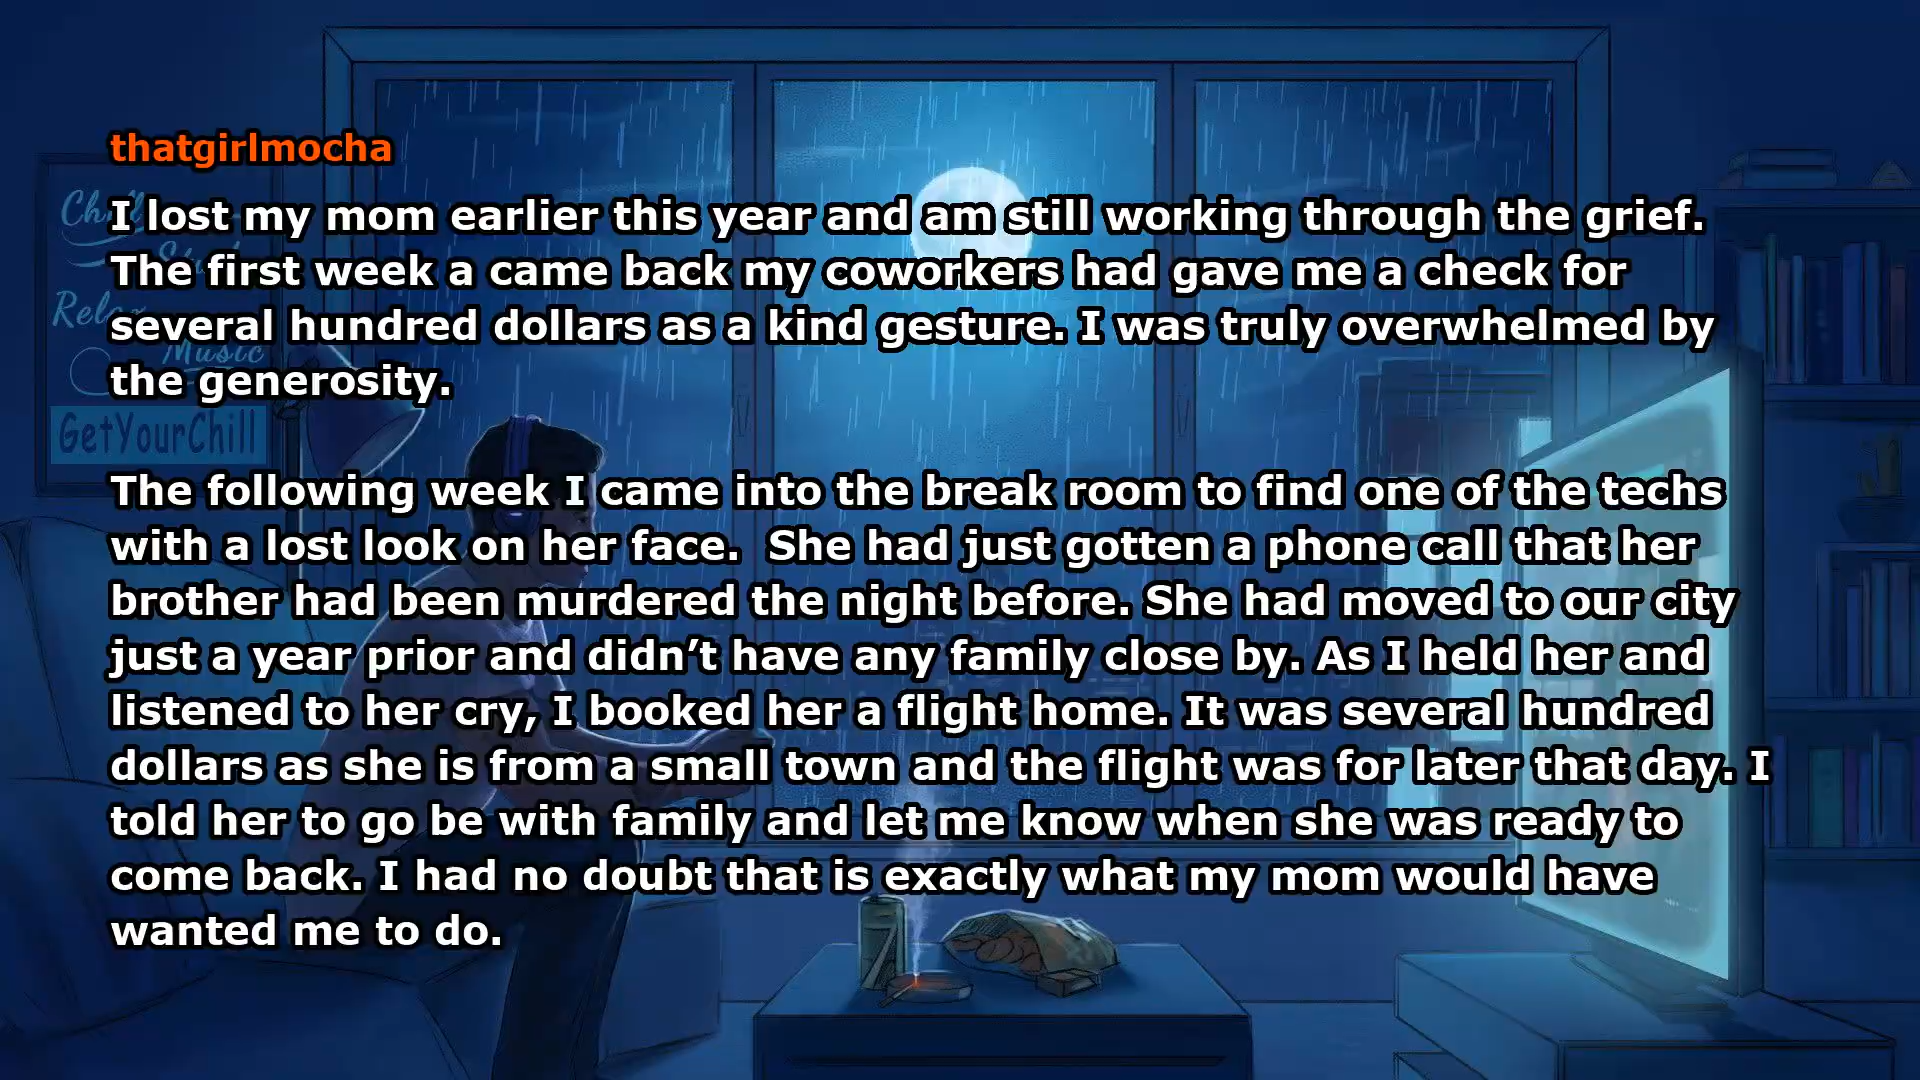 thatgirlmocha
I lost my mom earlier this year and am still working through the grief.
The first week a came back my coworkers had gave me a check for
several hundred dollars as a kind gesture. I was truly overwhelmed by
the generosity.
The following week I came into the break room to find one of the techs
with a lost look on her face.  She had just gotten a phone call that her
brother had been murdered the night before. She had moved to our city
just a year prior and didn’t have any family close by. As I held her and
listened to her cry, I booked her a flight home. It was several hundred
dollars as she is from a small town and the flight was for later that day. I
told her to go be with family and let me know when she was ready to
come back. I had no doubt that is exactly what my mom would have
wanted me to do.
Music
GetYourChill